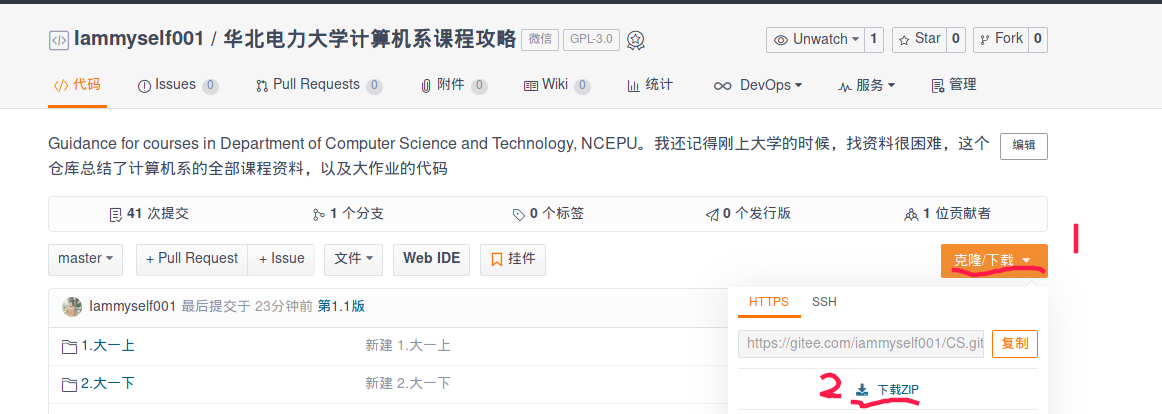 Iammyself001 / 华北电力大学计算机系课程攻略 微信 GPL-3.0 Unwatch 1 Star 0 Fork 0
代码 Issues 0 Pull Requests 0 附件 0 Wiki 0 统计 DevOps 服务 管理
Guidance for courses in Department of Computer Science and Technology, NCEPU。我还记得刚上大学的时候，找资料很困难，这个 编辑
仓库总结了计算机系的全部课程资料，以及大作业的代码
41 次提交 1 个分支 0 个标签 0 个发行版 1 位贡献者
1
master + Pull Request + Issue 文件 Web IDE 挂件 克隆/下载
Iammyself001 最后提交于 23分钟前 第1.1版 HTTPS SSH
1.大一上 新建 1.大一上 https://gitee.com/iammyself001/CS.git 复制
2.大一下 新建 2.大一下 2 下载ZIP